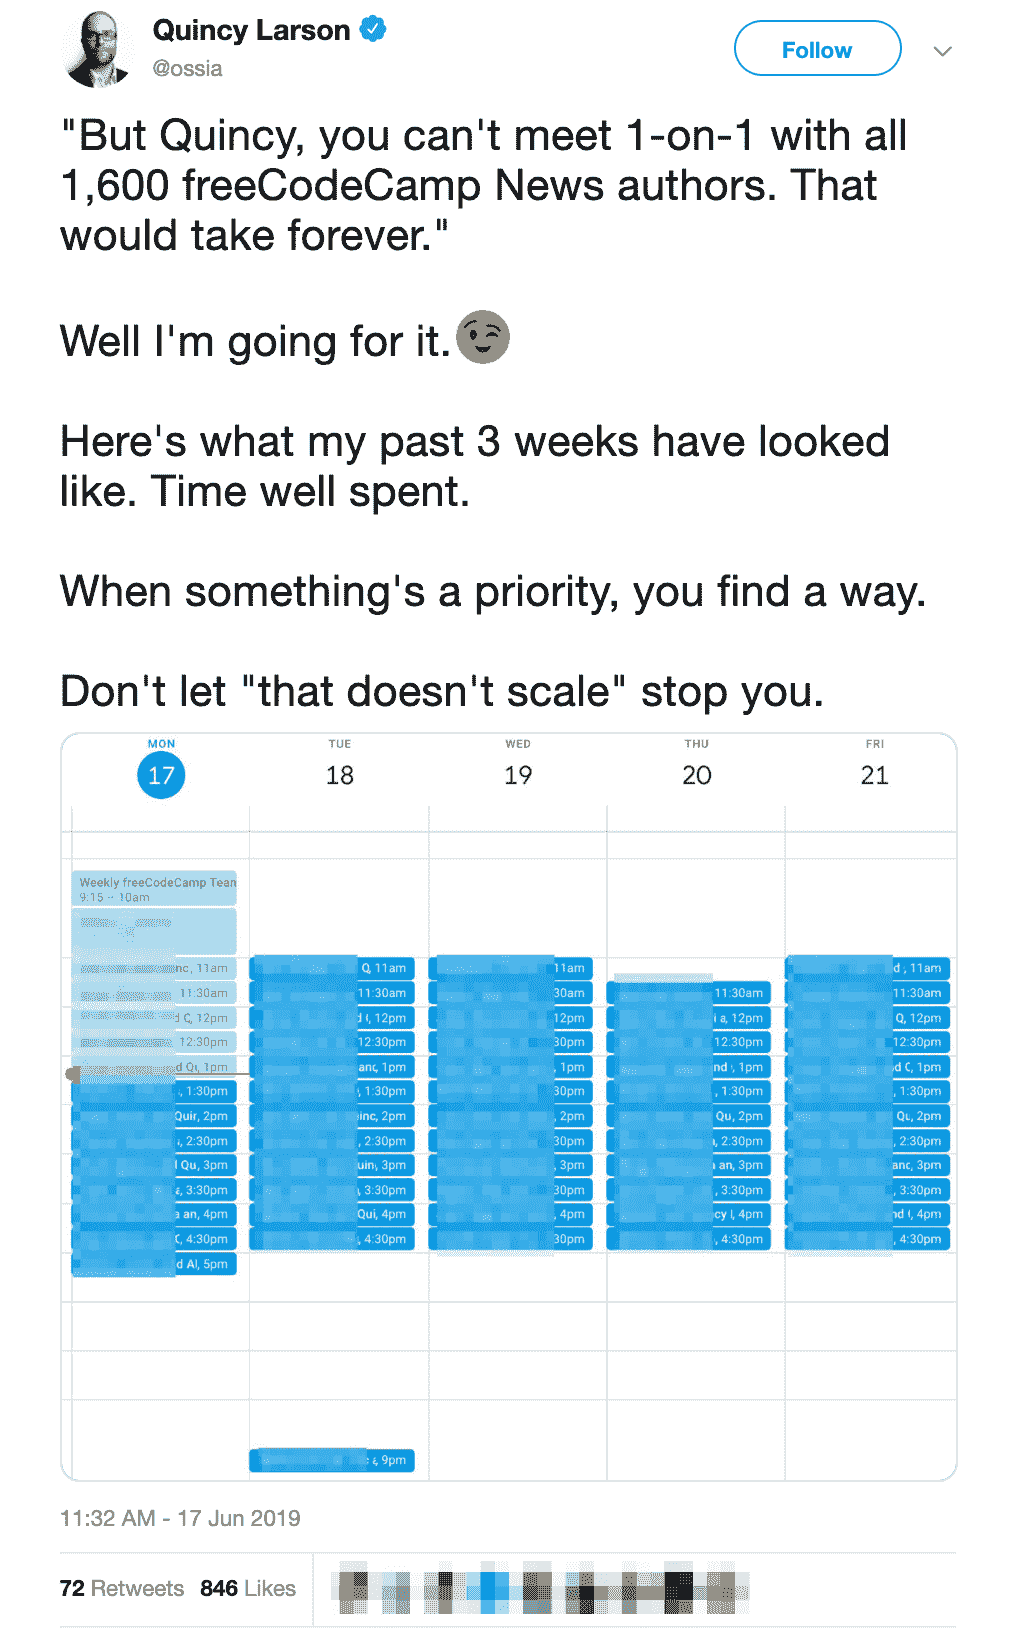 Quincy Larson
@ossia
Follow
"But Quincy, you can't meet 1-on-1 with all
1,600 freeCodeCamp News authors. That
would take forever."
Well I'm going for it.
Here's what my past 3 weeks have looked
like. Time well spent.
When something's a priority, you find a way.
Don't let "that doesn't scale" stop you.
MON TUE WED THU FRI
17 18 19 20 21
Weekly freeCodeCamp Tean
9:15 – 10am
nc, 11am Q, 11am 11am d, 11am
11:30am 11:30am 30am 11:30am 11:30am
C, 12pm , 12pm 12pm a, 12pm Q, 12pm
12:30pm 12:30pm 30pm 12:30pm 12:30pm
d Qu, 1pm anc, 1pm , 1pm nd, 1pm d C, 1pm
, 1:30pm , 1:30pm 30pm , 1:30pm , 1:30pm
Quir, 2pm inc, 2pm , 2pm Qu, 2pm Qu, 2pm
, 2:30pm , 2:30pm 30pm , 2:30pm , 2:30pm
Qu, 3pm uin, 3pm , 3pm an, 3pm anc, 3pm
, 3:30pm , 3:30pm 30pm , 3:30pm , 3:30pm
a an, 4pm Qui, 4pm , 4pm cy, 4pm nd, 4pm
, 4:30pm , 4:30pm 30pm , 4:30pm , 4:30pm
d Al, 5pm
, 9pm
11:32 AM - 17 Jun 2019
72 Retweets 846 Likes